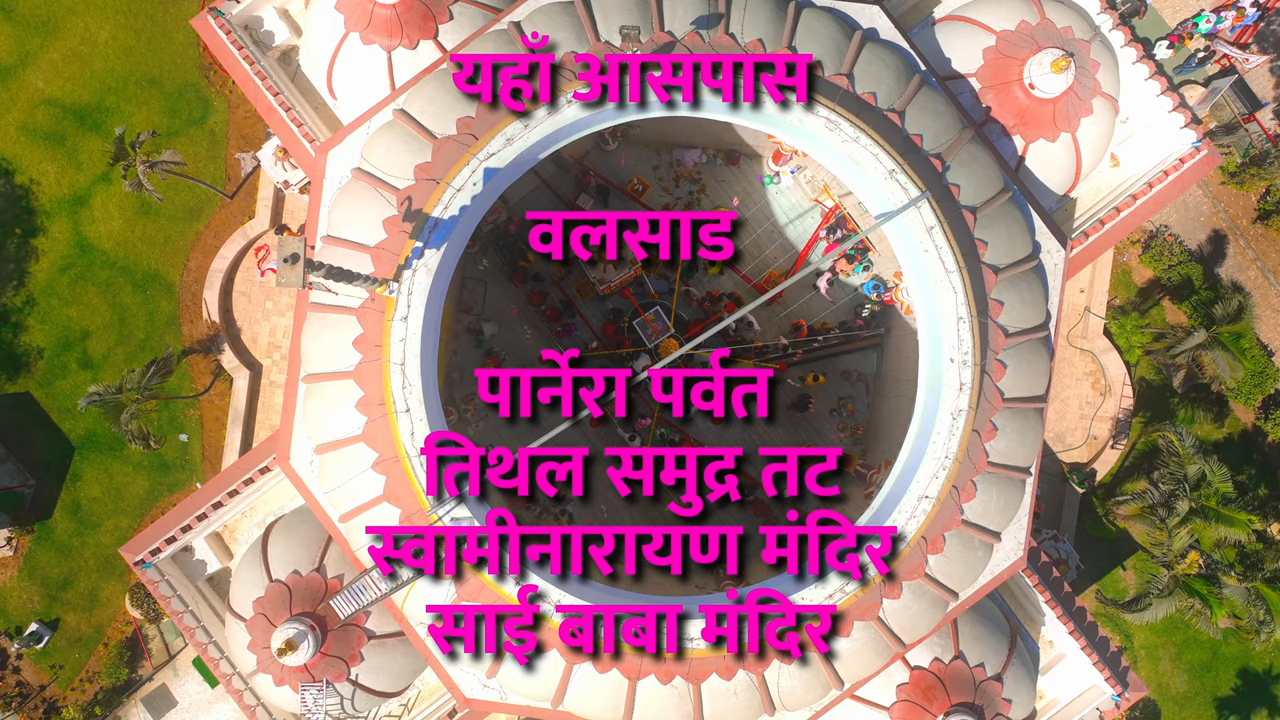 यहाँ आसपास
वलसाड
पार्नेरा पर्वत
तिथल समुद्र तट
स्वामीनारायण मंदिर
साई बाबा मंदिर